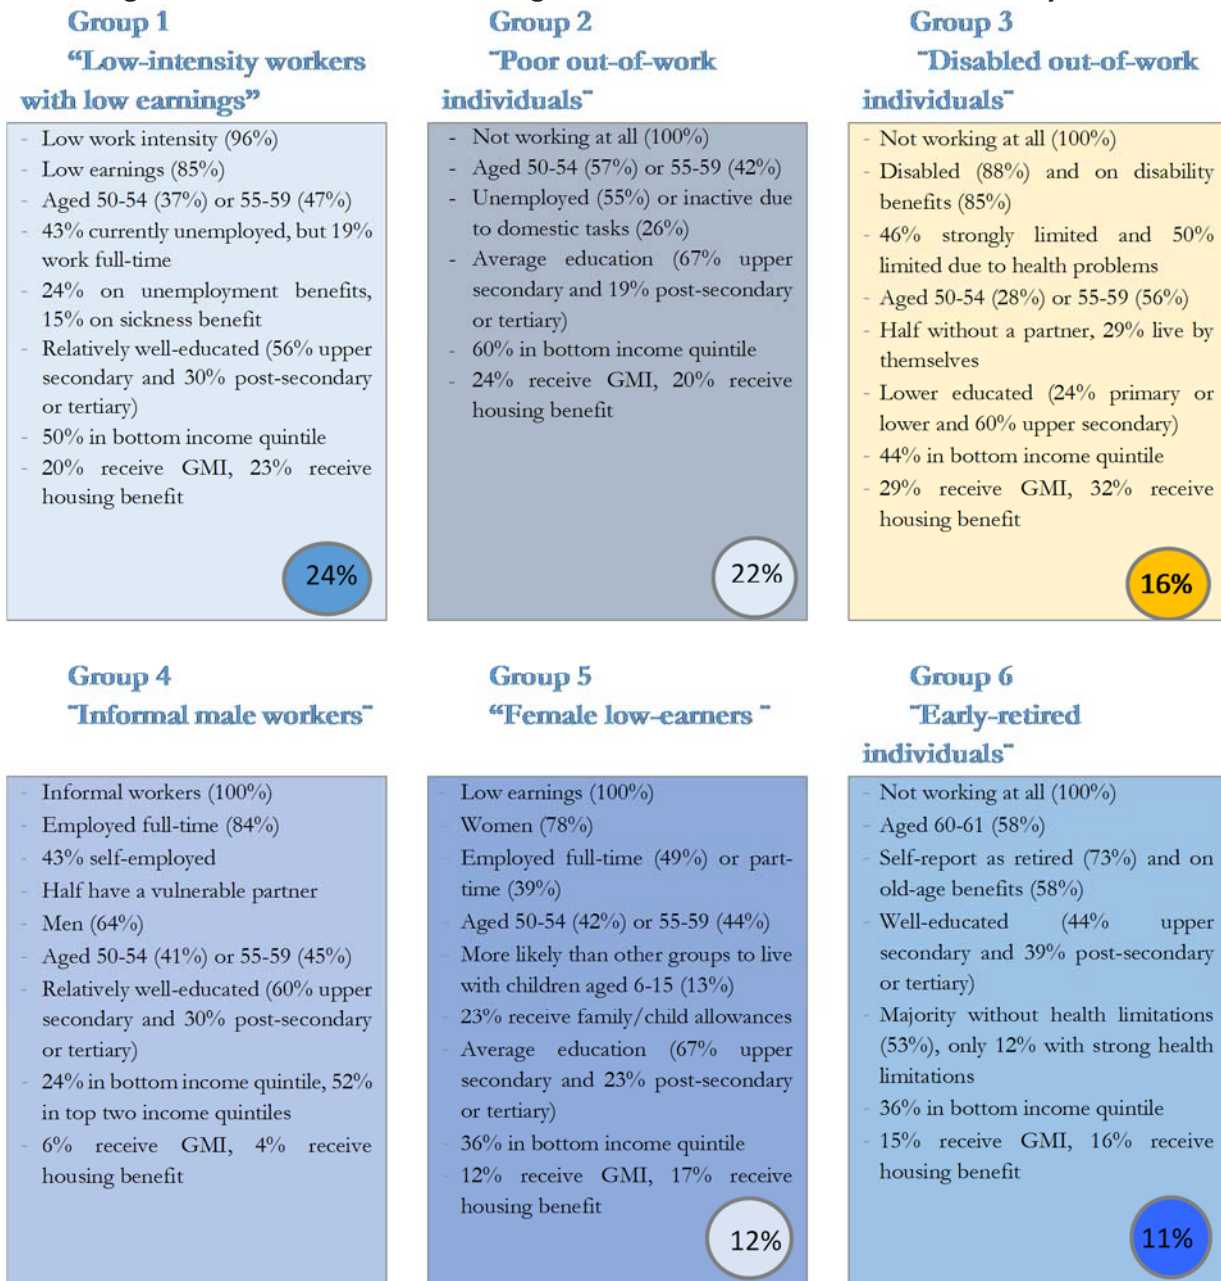 Group 1
“Low-intensity workers
with low earnings”
- Low work intensity (96%)
- Low earnings (85%)
- Aged 50-54 (37%) or 55-59 (47%)
- 43% currently unemployed, but 19%
work full-time
- 24% on unemployment benefits,
15% on sickness benefit
- Relatively well-educated (56% upper
secondary and 30% post-secondary
or tertiary)
- 50% in bottom income quintile
- 20% receive GMI, 23% receive
housing benefit
24%
Group 2
"Poor out-of-work
individuals"
- Not working at all (100%)
- Aged 50-54 (57%) or 55-59 (42%)
- Unemployed (55%) or inactive due
to domestic tasks (26%)
- Average education (67% upper
secondary and 19% post-secondary
or tertiary)
- 60% in bottom income quintile
- 24% receive GMI, 20% receive
housing benefit
22%
Group 3
"Disabled out-of-work
individuals"
- Not working at all (100%)
- Disabled (88%) and on disability
benefits (85%)
- 46% strongly limited and 50%
limited due to health problems
- Aged 50-54 (28%) or 55-59 (56%)
- Half without a partner, 29% live by
themselves
- Lower educated (24% primary or
lower and 60% upper secondary)
- 44% in bottom income quintile
- 29% receive GMI, 32% receive
housing benefit
16%
Group 4
"Informal male workers"
- Informal workers (100%)
- Employed full-time (84%)
- 43% self-employed
- Half have a vulnerable partner
- Men (64%)
- Aged 50-54 (41%) or 55-59 (45%)
- Relatively well-educated (60% upper
secondary and 30% post-secondary
or tertiary)
- 24% in bottom income quintile, 52%
in top two income quintiles
- 6% receive GMI, 4% receive
housing benefit
Group 5
“Female low-earners "
- Low earnings (100%)
- Women (78%)
- Employed full-time (49%) or part-
time (39%)
- Aged 50-54 (42%) or 55-59 (44%)
- More likely than other groups to live
with children aged 6-15 (13%)
- 23% receive family/child allowances
- Average education (67% upper
secondary and 23% post-secondary
or tertiary)
- 36% in bottom income quintile
- 12% receive GMI, 17% receive
housing benefit
12%
Group 6
"Early-retired
individuals"
- Not working at all (100%)
- Aged 60-61 (58%)
- Self-report as retired (73%) and on
old-age benefits (58%)
- Well-educated (44% upper
secondary and 39% post-secondary
or tertiary)
- Majority without health limitations
(53%), only 12% with strong health
limitations
- 36% in bottom income quintile
- 15% receive GMI, 16% receive
housing benefit
11%